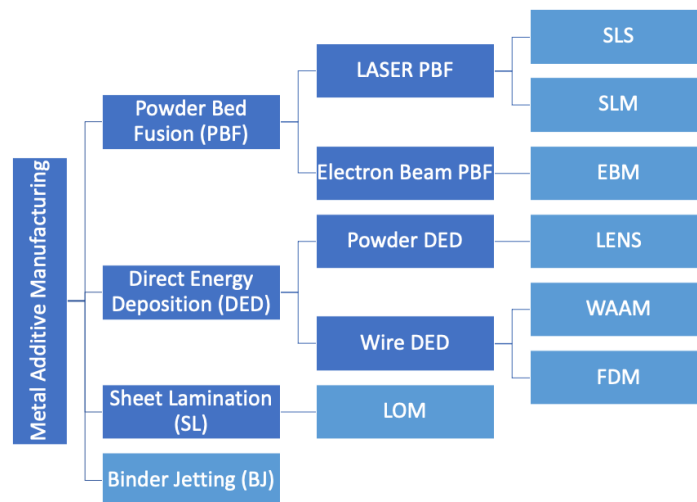 Metal Additive Manufacturing
Powder Bed
Fusion (PBF)
LASER PBF
SLS
SLM
Electron Beam PBF
EBM
Direct Energy
Deposition (DED)
Powder DED
LENS
Wire DED
WAAM
FDM
Sheet Lamination
(SL)
LOM
Binder Jetting (BJ)